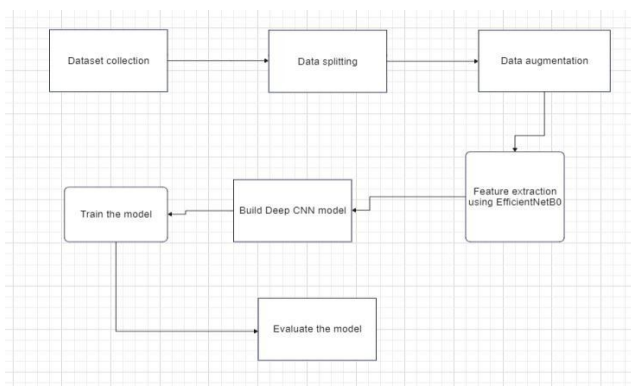 Dataset collection
Data splitting
Data augmentation
Feature extraction
using EfficientNetB0
Build Deep CNN model
Train the model
Evaluate the model